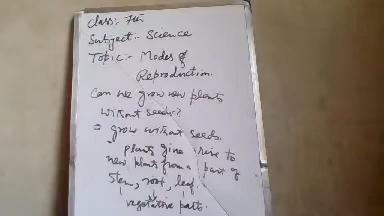 Class:- 7th
Subject:- Science
Topic:- Modes of
Reproduction.
Can we grow new plants
without seeds?
= grow without seeds.
plants give rise to
new plants from a part of
stem, root, leaf.
vegetative parts.